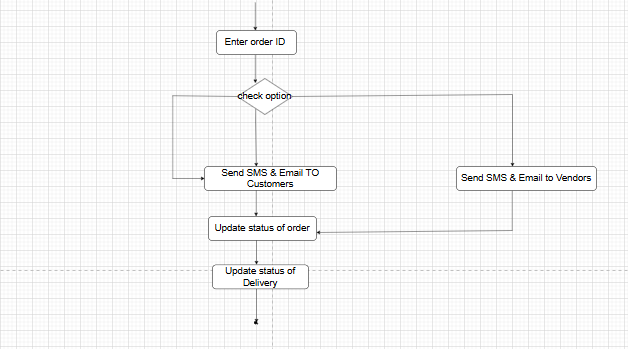 Enter order ID
check option
Send SMS & Email TO
Customers
Send SMS & Email to Vendors
Update status of order
Update status of
Delivery